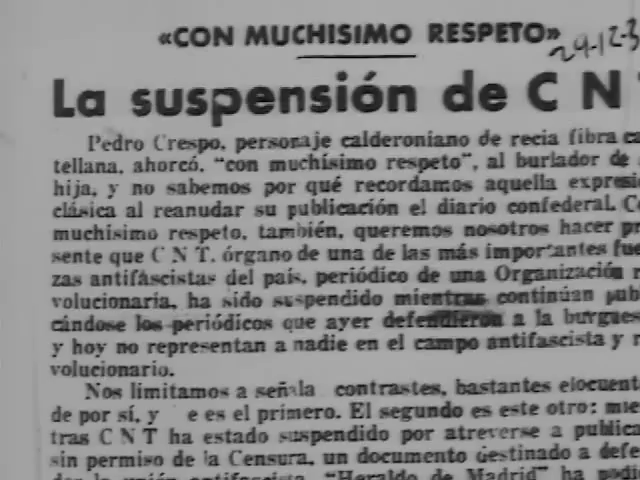 «CON MUCHISIMO RESPETO»
29-12-3
La suspensión de C N
Pedro Crespo, personaje calderoniano de recia fibra ca
tellana, ahorcó, "con muchísimo respeto", al burlador de
hija, y no sabemos por qué recordamos aquella expresi
clásica al reanudar su publicación el diario confederal. C
muchísimo respeto, también, queremos nosotros hacer pr
sente que C N T, órgano de una de las más importantes fue
zas antifascistas del país, periódico de una Organización r
volucionaria, ha sido suspendido mientras continúan publ
cándose los periódicos que ayer defendieron a la burgues
y hoy no representan a nadie en el campo antifascista y r
volucionario.
Nos limitamos a señala contrastes, bastantes elocuent
de por sí, y e es el primero. El segundo es este otro: mie
tras C N T ha estado suspendido por atreverse a publica
sin permiso de la Censura, un documento destinado a defe
der la unión antifascista, "Heraldo de Madrid" ha podi